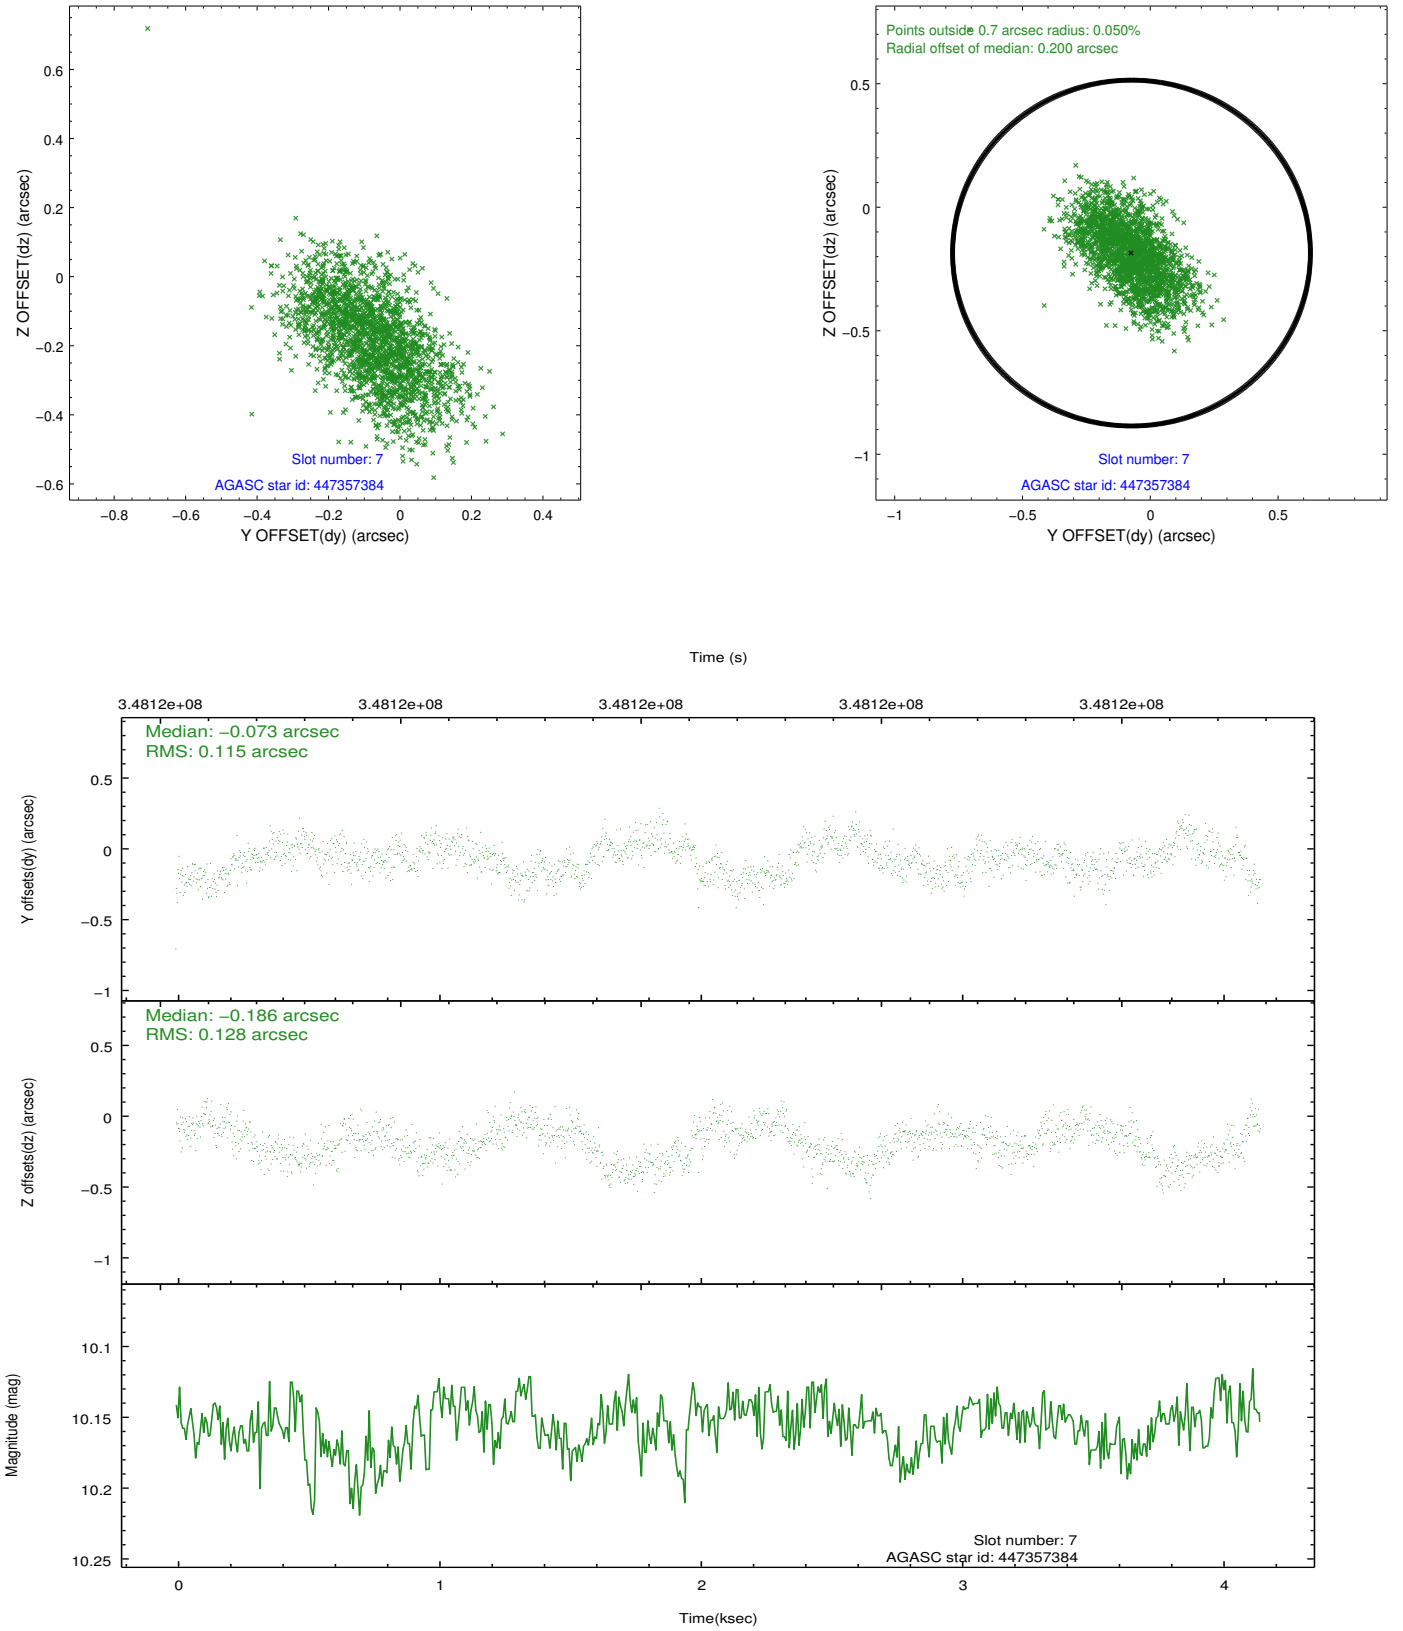 0.6
0.4
0.2
0
−0.2
−0.4
−0.6
Z OFFSET(dz) (arcsec)
Slot number: 7
AGASC star id: 447357384
−0.8 −0.6 −0.4 −0.2 0 0.2 0.4
Y OFFSET(dy) (arcsec)
Points outside 0.7 arcsec radius: 0.050%
Radial offset of median: 0.200 arcsec
0.5
0
−0.5
−1
Z OFFSET(dz) (arcsec)
Slot number: 7
AGASC star id: 447357384
−1 −0.5 0 0.5
Y OFFSET(dy) (arcsec)
Time (s)
3.4812e+08 3.4812e+08 3.4812e+08 3.4812e+08 3.4812e+08
Median: −0.073 arcsec
RMS: 0.115 arcsec
0.5
0
−0.5
−1
Y offsets(dy) (arcsec)
Median: −0.186 arcsec
RMS: 0.128 arcsec
0.5
0
−0.5
−1
Z offsets(dz) (arcsec)
10.1
10.15
10.2
10.25
Magnitude (mag)
Slot number: 7
AGASC star id: 447357384
0 1 2 3 4
Time(ksec)